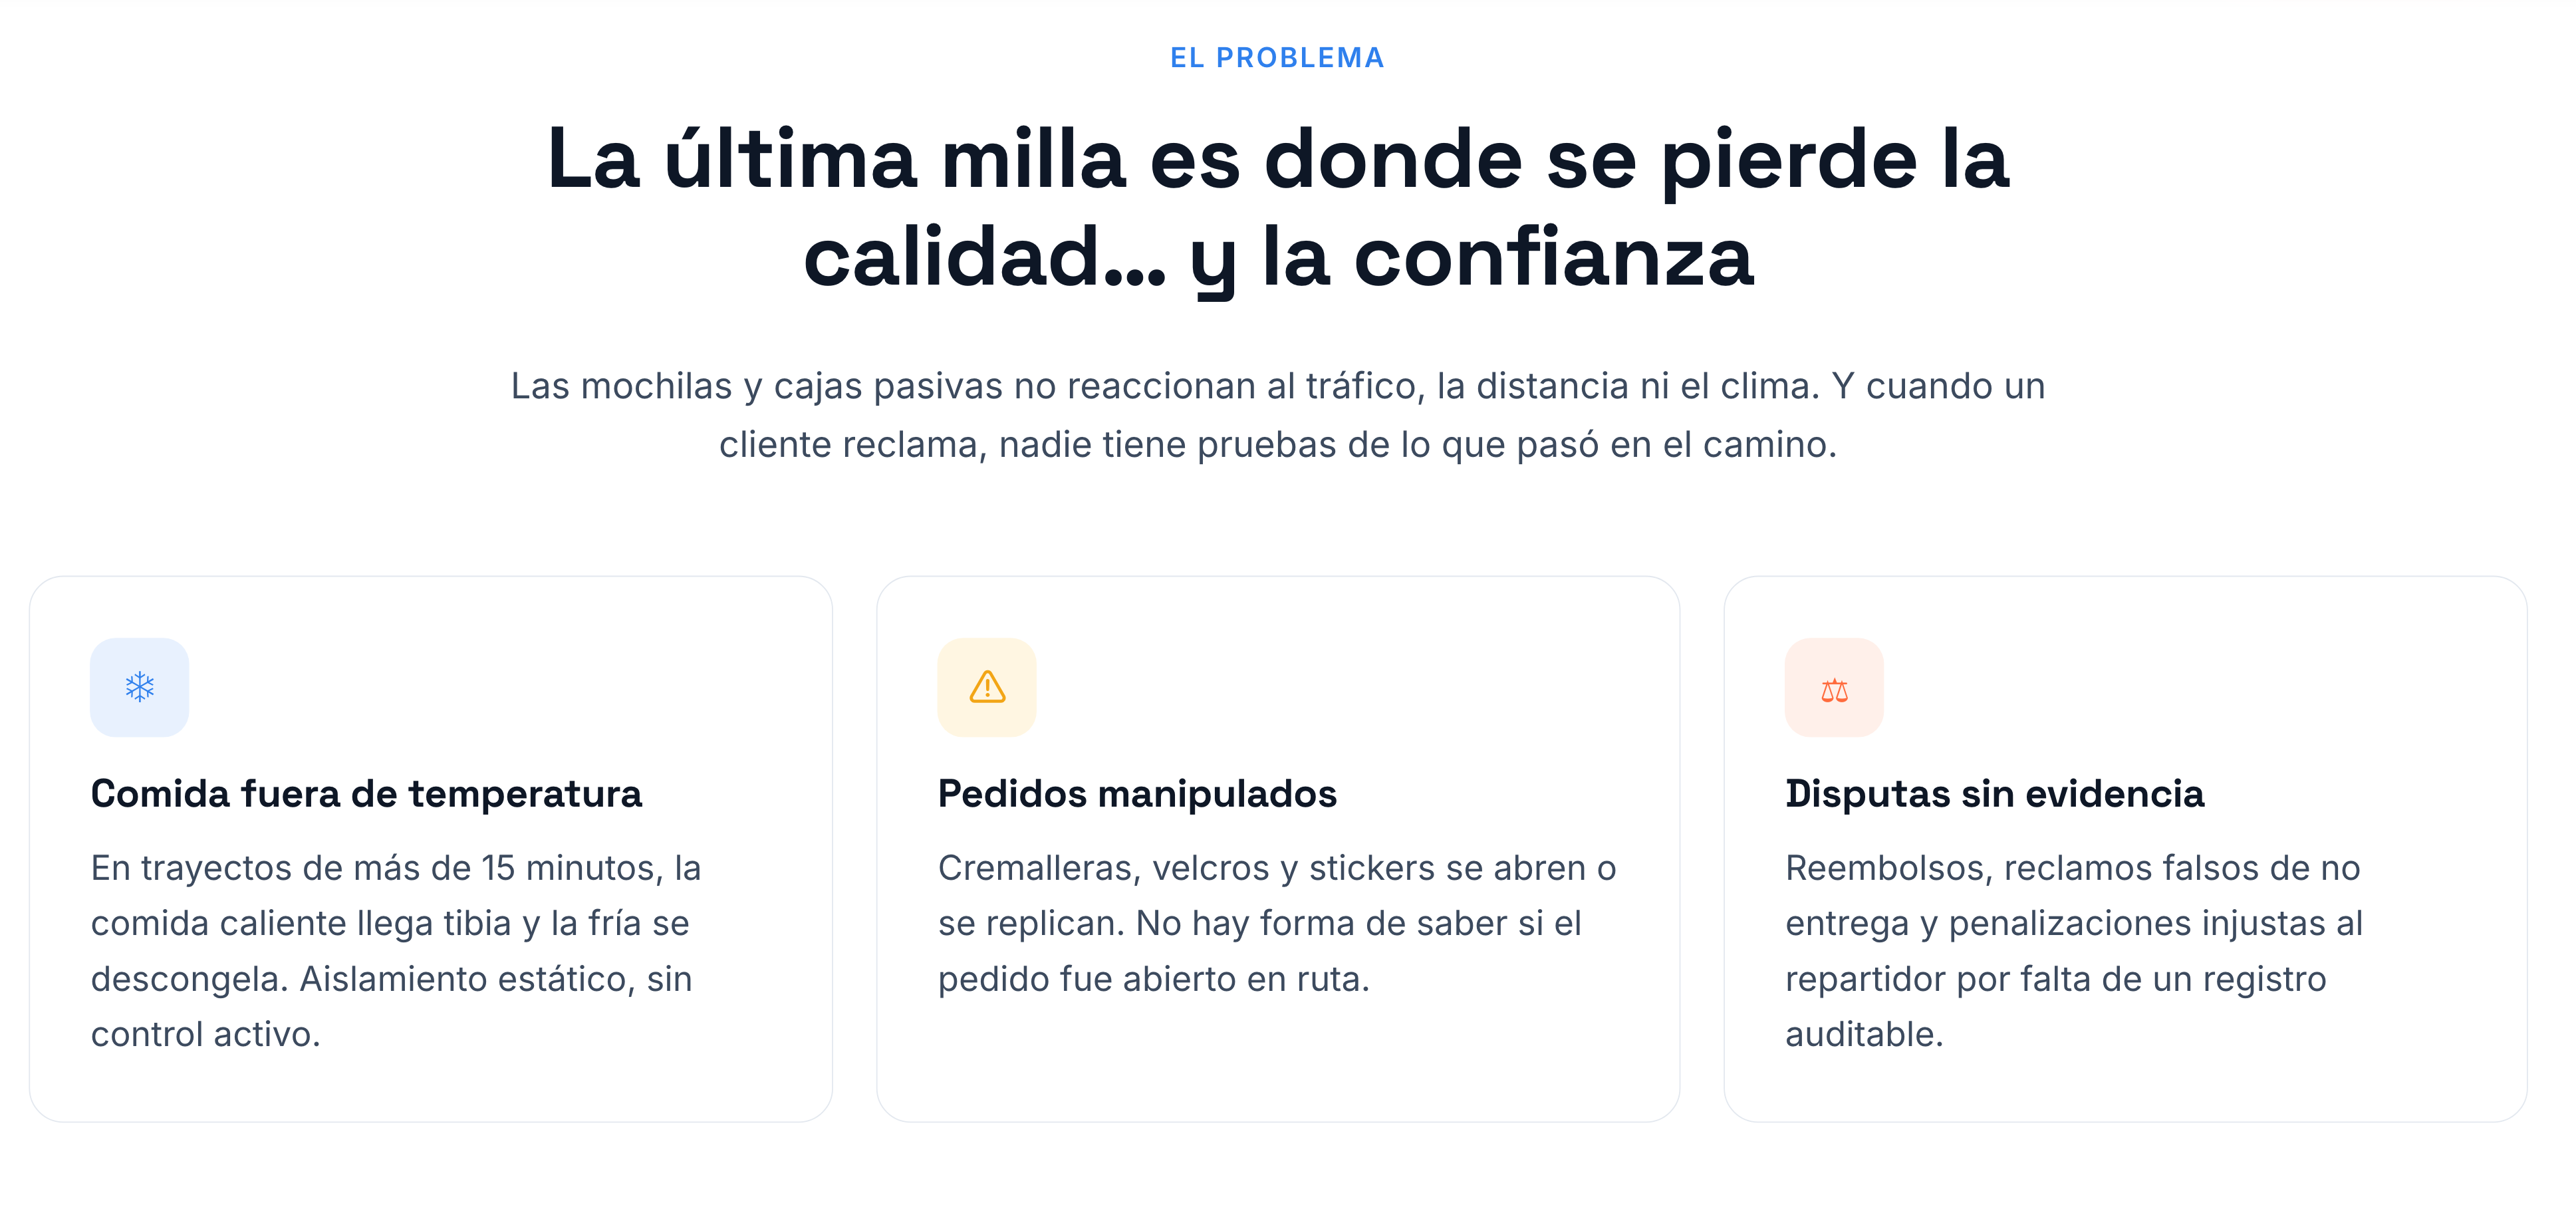 EL PROBLEMA
La última milla es donde se pierde la
calidad... y la confianza
Las mochilas y cajas pasivas no reaccionan al tráfico, la distancia ni el clima. Y cuando un
cliente reclama, nadie tiene pruebas de lo que pasó en el camino.
Comida fuera de temperatura
En trayectos de más de 15 minutos, la
comida caliente llega tibia y la fría se
descongela. Aislamiento estático, sin
control activo.
Pedidos manipulados
Cremalleras, velcros y stickers se abren o
se replican. No hay forma de saber si el
pedido fue abierto en ruta.
Disputas sin evidencia
Reembolsos, reclamos falsos de no
entrega y penalizaciones injustas al
repartidor por falta de un registro
auditable.